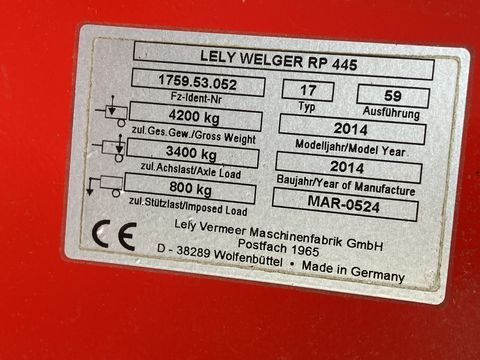 LELY WELGER RP 445
1759.53.052 17 59
Fz-Ident-Nr Typ Ausführung
4200 kg 2014
zul.Ges.Gew./Gross Weight Modelljahr/Model Year
3400 kg 2014
zul.Achslast/Axle Load Baujahr/Year of Manufacture
800 kg MAR-0524
zul.Stützlast/Imposed Load
Lely Vermeer Maschinenfabrik GmbH
Postfach 1965
CE D - 38289 Wolfenbüttel • Made in Germany